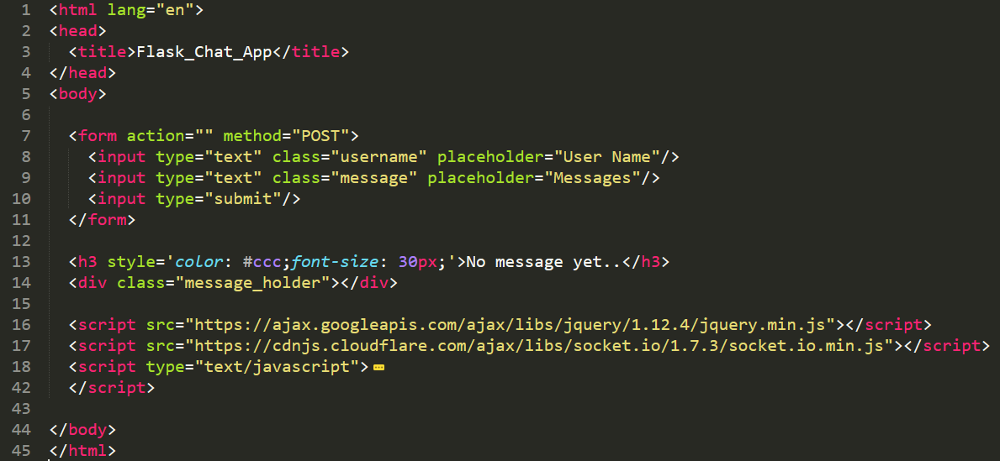 1 <html lang="en">
2 <head>
3 <title>Flask_Chat_App</title>
4 </head>
5 <body>
6
7 <form action="" method="POST">
8 <input type="text" class="username" placeholder="User Name"/>
9 <input type="text" class="message" placeholder="Messages"/>
10 <input type="submit"/>
11 </form>
12
13 <h3 style='color: #ccc;font-size: 30px;'>No message yet..</h3>
14 <div class="message_holder"></div>
15
16 <script src="https://ajax.googleapis.com/ajax/libs/jquery/1.12.4/jquery.min.js"></script>
17 <script src="https://cdnjs.cloudflare.com/ajax/libs/socket.io/1.7.3/socket.io.min.js"></script>
18 <script type="text/javascript">
42 </script>
43
44 </body>
45 </html>